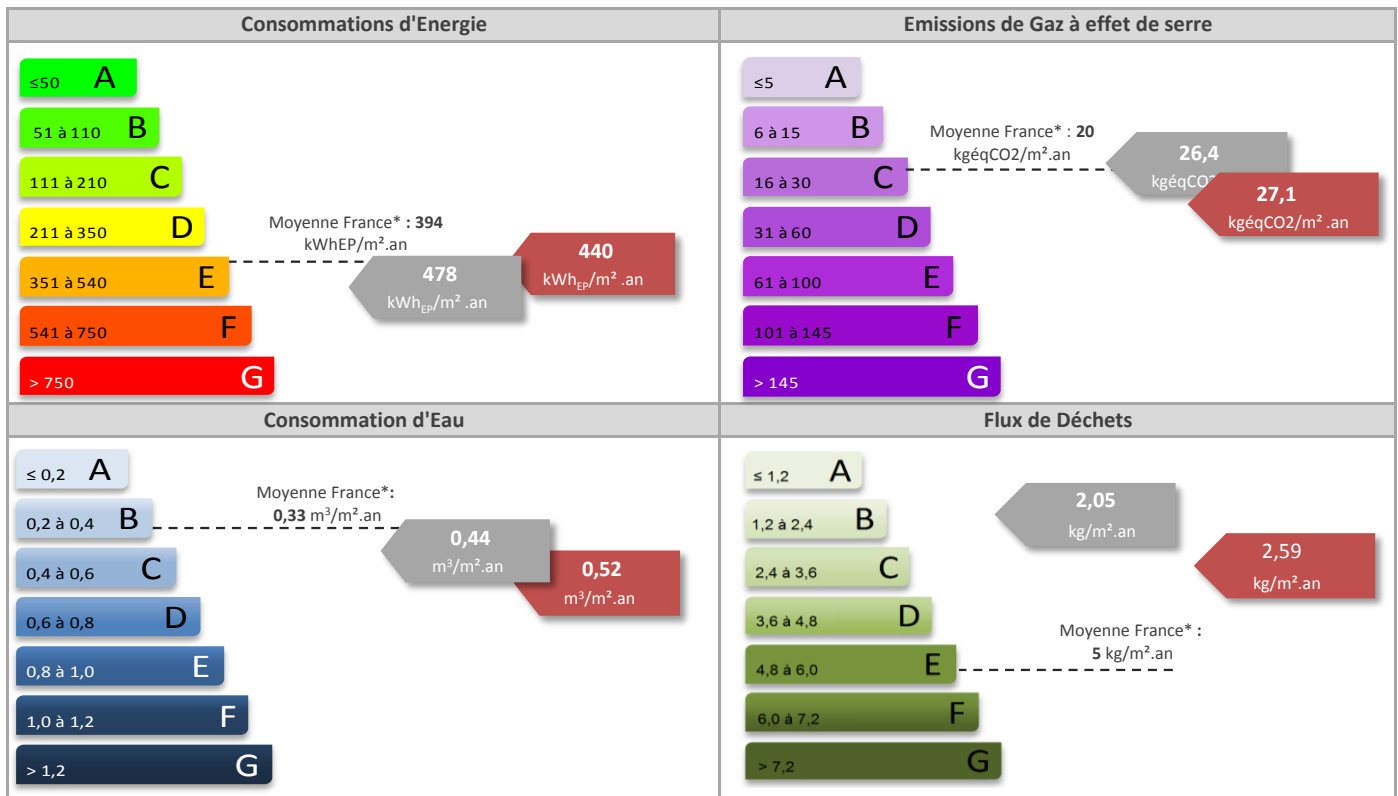 Consommations d'Energie
≤50 A
51 à 110 B
111 à 210 C
211 à 350 D
351 à 540 E
541 à 750 F
> 750 G
Moyenne France* : 394
kWhEP/m².an
478
kWhEP/m² .an
440
kWhEP/m² .an
Emissions de Gaz à effet de serre
≤5 A
6 à 15 B
16 à 30 C
31 à 60 D
61 à 100 E
101 à 145 F
> 145 G
Moyenne France* : 20
kgéqCO2/m².an
26,4
kgéqCO2
27,1
kgéqCO2/m².an
Consommation d'Eau
≤ 0,2 A
0,2 à 0,4 B
0,4 à 0,6 C
0,6 à 0,8 D
0,8 à 1,0 E
1,0 à 1,2 F
> 1,2 G
Moyenne France*:
0,33 m³/m².an
0,44
m³/m².an
0,52
m³/m².an
Flux de Déchets
≤ 1,2 A
1,2 à 2,4 B
2,4 à 3,6 C
3,6 à 4,8 D
4,8 à 6,0 E
6,0 à 7,2 F
> 7,2 G
2,05
kg/m².an
2,59
kg/m².an
Moyenne France* :
5 kg/m².an